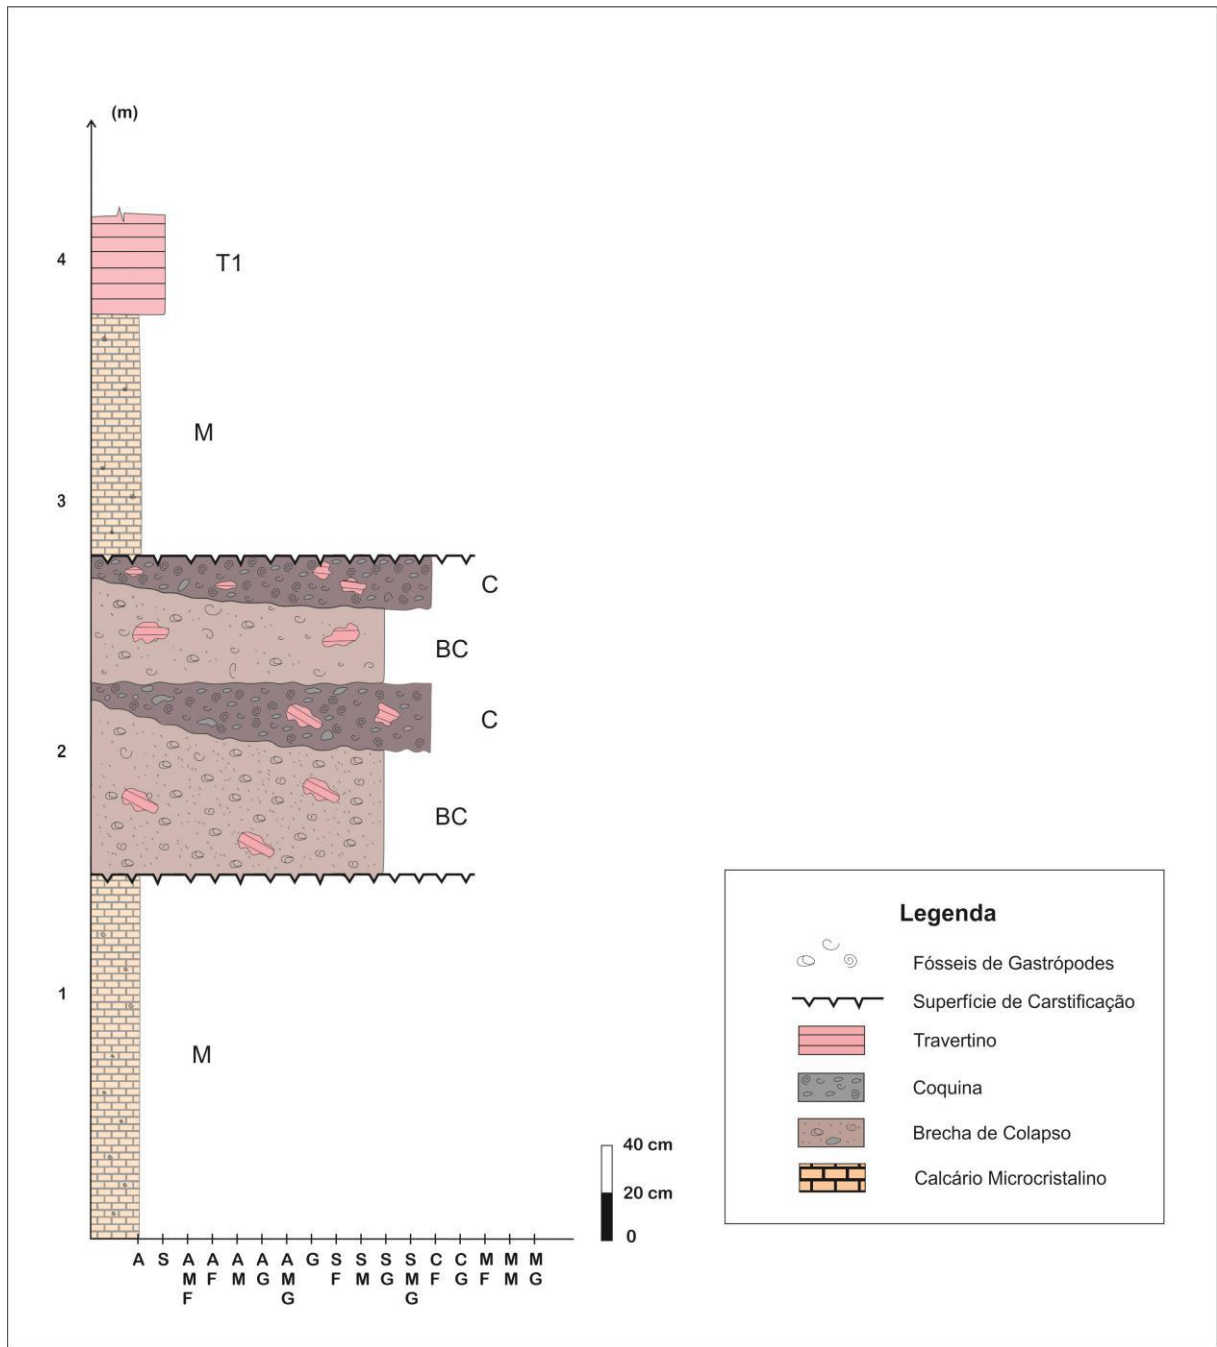 (m)
4
T1
M
3
C
BC
C
2
BC
1
M
Legenda
Fósseis de Gastrópodes
Superfície de Carstificação
Travertino
Coquina
Brecha de Colapso
Calcário Microcristalino
40 cm
20 cm
0
A S A A A A A G S S S S C C M M M
M F M G M F M G M F G F M G
F G G